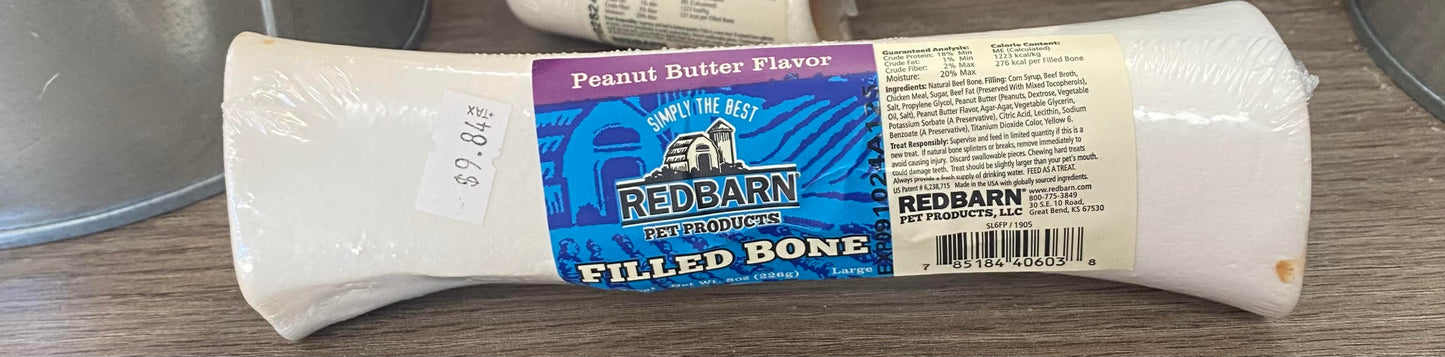 $9.84 + TAX
Peanut Butter Flavor
SIMPLY THE BEST
REDBARN
PET PRODUCTS
FILLED BONE
Net Wt. 8oz (226g)
Large
Guaranteed Analysis:
Crude Protein: 18% Min
Crude Fat: 1% Min
Crude Fiber: 2% Max
Moisture: 20% Max
Calorie Content:
ME (Calculated)
1223 kcal/kg
276 kcal per Filled Bone
Ingredients: Natural Beef Bone. Filling: Corn Syrup, Beef Broth,
Chicken Meal, Sugar, Beef Fat (Preserved With Mixed Tocopherols),
Salt, Propylene Glycol, Peanut Butter (Peanuts, Dextrose, Vegetable
Oil, Salt), Peanut Butter Flavor, Agar-Agar, Vegetable Glycerin,
Potassium Sorbate (A Preservative), Citric Acid, Lecithin, Sodium
Benzoate (A Preservative), Titanium Dioxide Color, Yellow 6.
Treat Responsibly: Supervise and feed in limited quantity if this is a
new treat. If natural bone splinters or breaks, remove immediately to
avoid causing injury. Discard swallowable pieces. Chewing hard treats
could damage teeth. Treat should be slightly larger than your pet's mouth.
Always provide a fresh supply of drinking water. FEED AS A TREAT.
US Patent # 6,238,715 Made in the USA with globally sourced ingredients.
REDBARN®
PET PRODUCTS, LLC
www.redbarn.com
800-775-3849
30 S.E. 10 Road,
Great Bend, KS 67530
SL6FP / 1905
7 85184 40603 8
1223 kcal/kg
121 kcal per Filled Bone